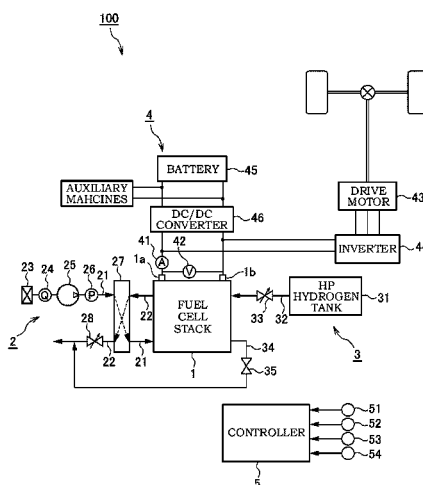 100
4
BATTERY
45
AUXILIARY
MAHCINES
DC/DC
CONVERTER
46
DRIVE
MOTOR
43
41
42
INVERTER
1a
1b
23
24
25
26
21
27
22
V
A
Q
P
FUEL
CELL
STACK
HP
HYDROGEN
TANK
31
33
32
28
2
22
21
1
34
35
3
CONTROLLER
51
52
53
54
5